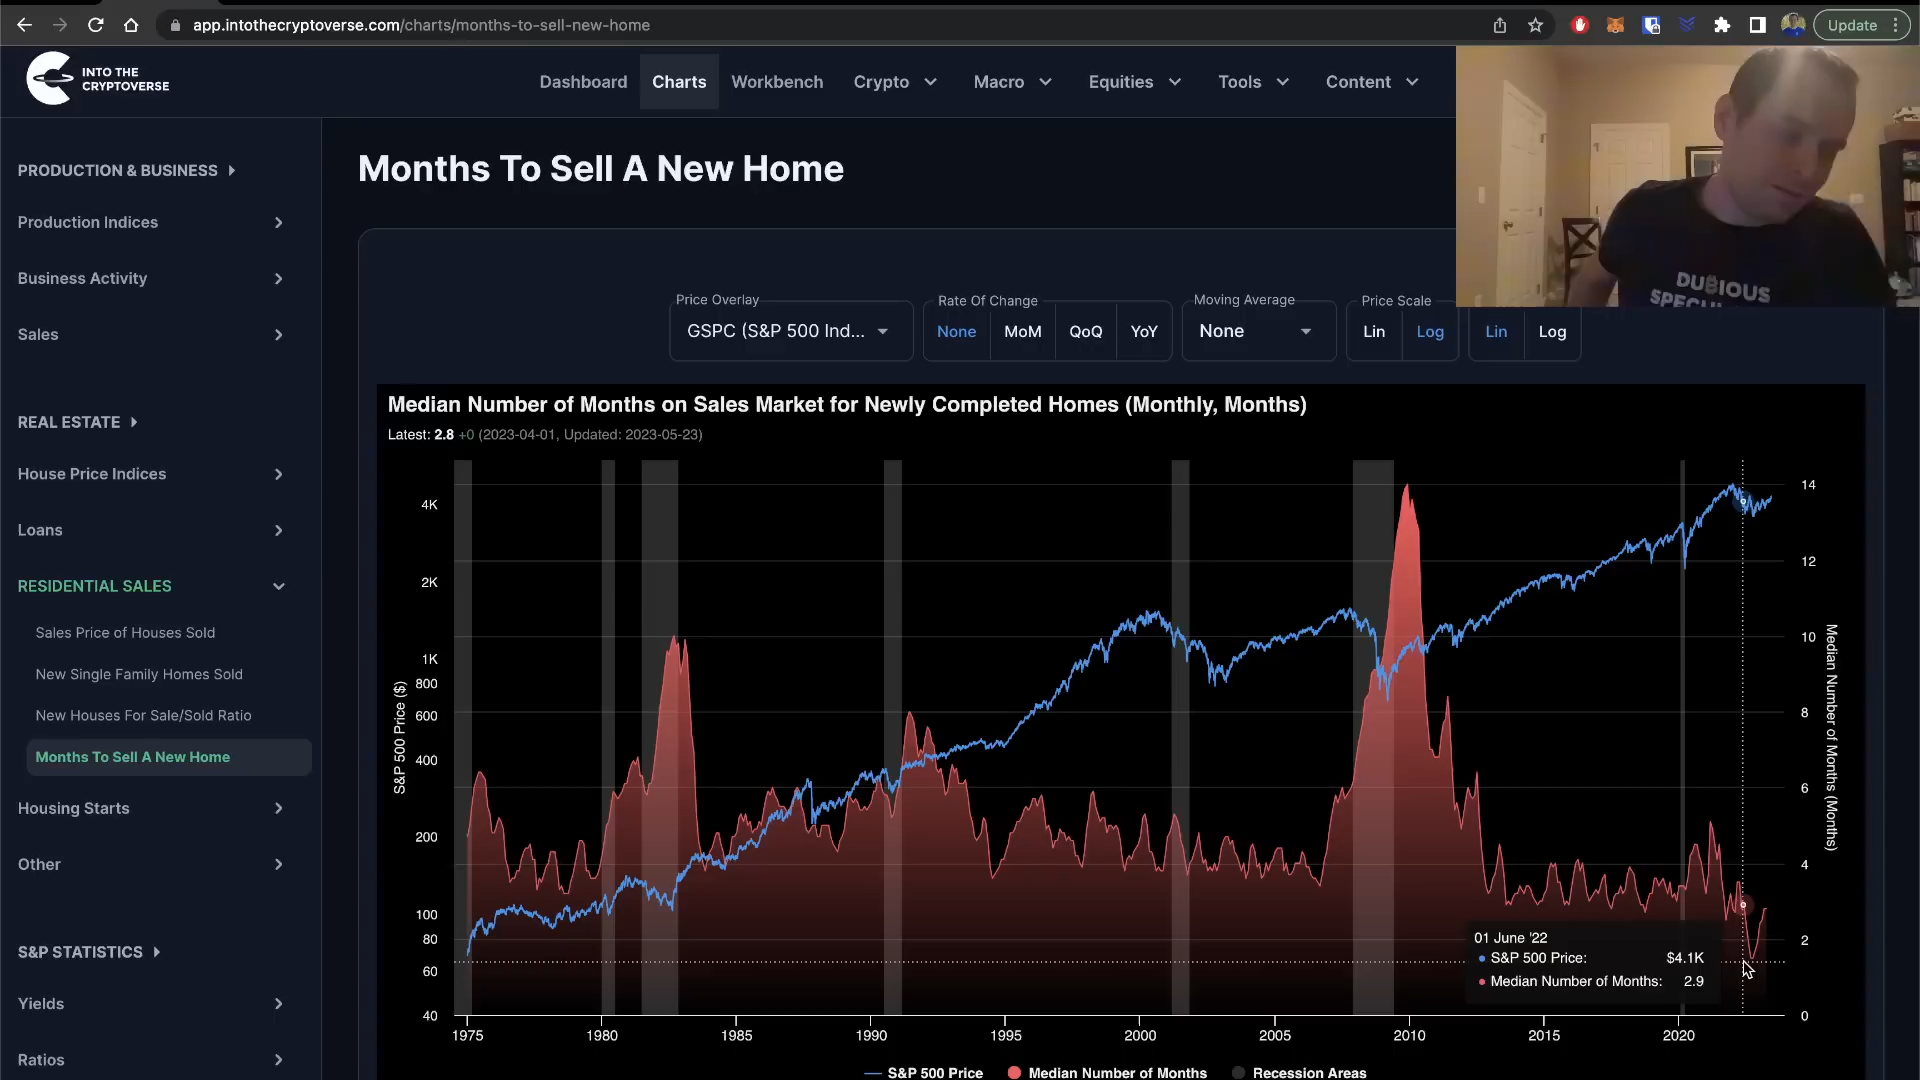 app.intothecryptoverse.com/charts/months-to-sell-new-home
Update
INTO THE
CRYPTOVERSE
Dashboard
Charts
Workbench
Crypto
Macro
Equities
Tools
Content
PRODUCTION & BUSINESS
Production Indices
Business Activity
Sales
REAL ESTATE
House Price Indices
Loans
RESIDENTIAL SALES
Sales Price of Houses Sold
New Single Family Homes Sold
New Houses For Sale/Sold Ratio
Months To Sell A New Home
Housing Starts
Other
S&P STATISTICS
Yields
Ratios
Months To Sell A New Home
DUBIOUS
Price Overlay
GSPC (S&P 500 Ind...
Rate Of Change
None
MoM
QoQ
YoY
Moving Average
None
Price Scale
Lin
Log
Lin
Log
Median Number of Months on Sales Market for Newly Completed Homes (Monthly, Months)
Latest: 2.8 +0 (2023-04-01, Updated: 2023-05-23)
S&P 500 Price ($)
4K
2K
1K
800
600
400
200
100
80
60
40
14
12
10
8
6
4
2
0
Median Number of Months (Months)
01 June '22
S&P 500 Price: $4.1K
Median Number of Months: 2.9
1975
1980
1985
1990
1995
2000
2005
2010
2015
2020
S&P 500 Price
Median Number of Months
Recession Areas